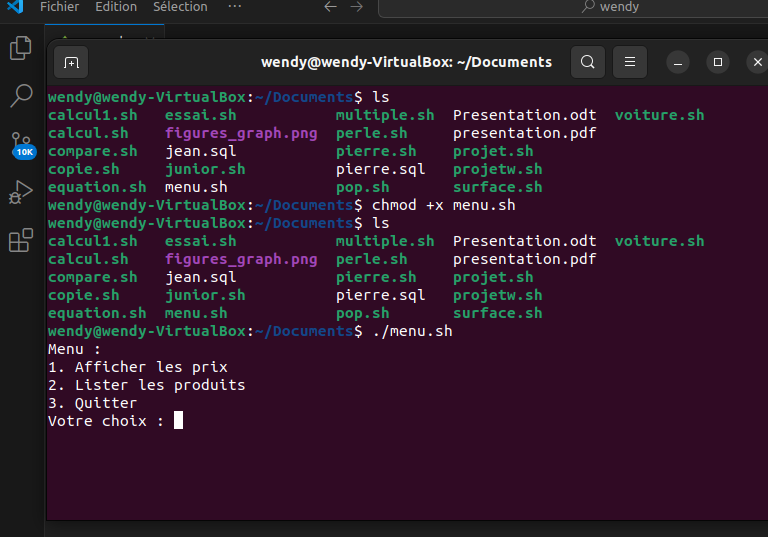 Fichier Edition Sélection ··· wendy
wendy@wendy-VirtualBox: ~/Documents
wendy@wendy-VirtualBox:~/Documents$ ls
calcul1.sh essai.sh multiple.sh Presentation.odt voiture.sh
calcul.sh figures_graph.png perle.sh presentation.pdf
compare.sh jean.sql pierre.sh projet.sh
copie.sh junior.sh pierre.sql projetw.sh
equation.sh menu.sh pop.sh surface.sh
wendy@wendy-VirtualBox:~/Documents$ chmod +x menu.sh
wendy@wendy-VirtualBox:~/Documents$ ls
calcul1.sh essai.sh multiple.sh Presentation.odt voiture.sh
calcul.sh figures_graph.png perle.sh presentation.pdf
compare.sh jean.sql pierre.sh projet.sh
copie.sh junior.sh pierre.sql projetw.sh
equation.sh menu.sh pop.sh surface.sh
wendy@wendy-VirtualBox:~/Documents$ ./menu.sh
Menu :
1. Afficher les prix
2. Lister les produits
3. Quitter
Votre choix :
10K